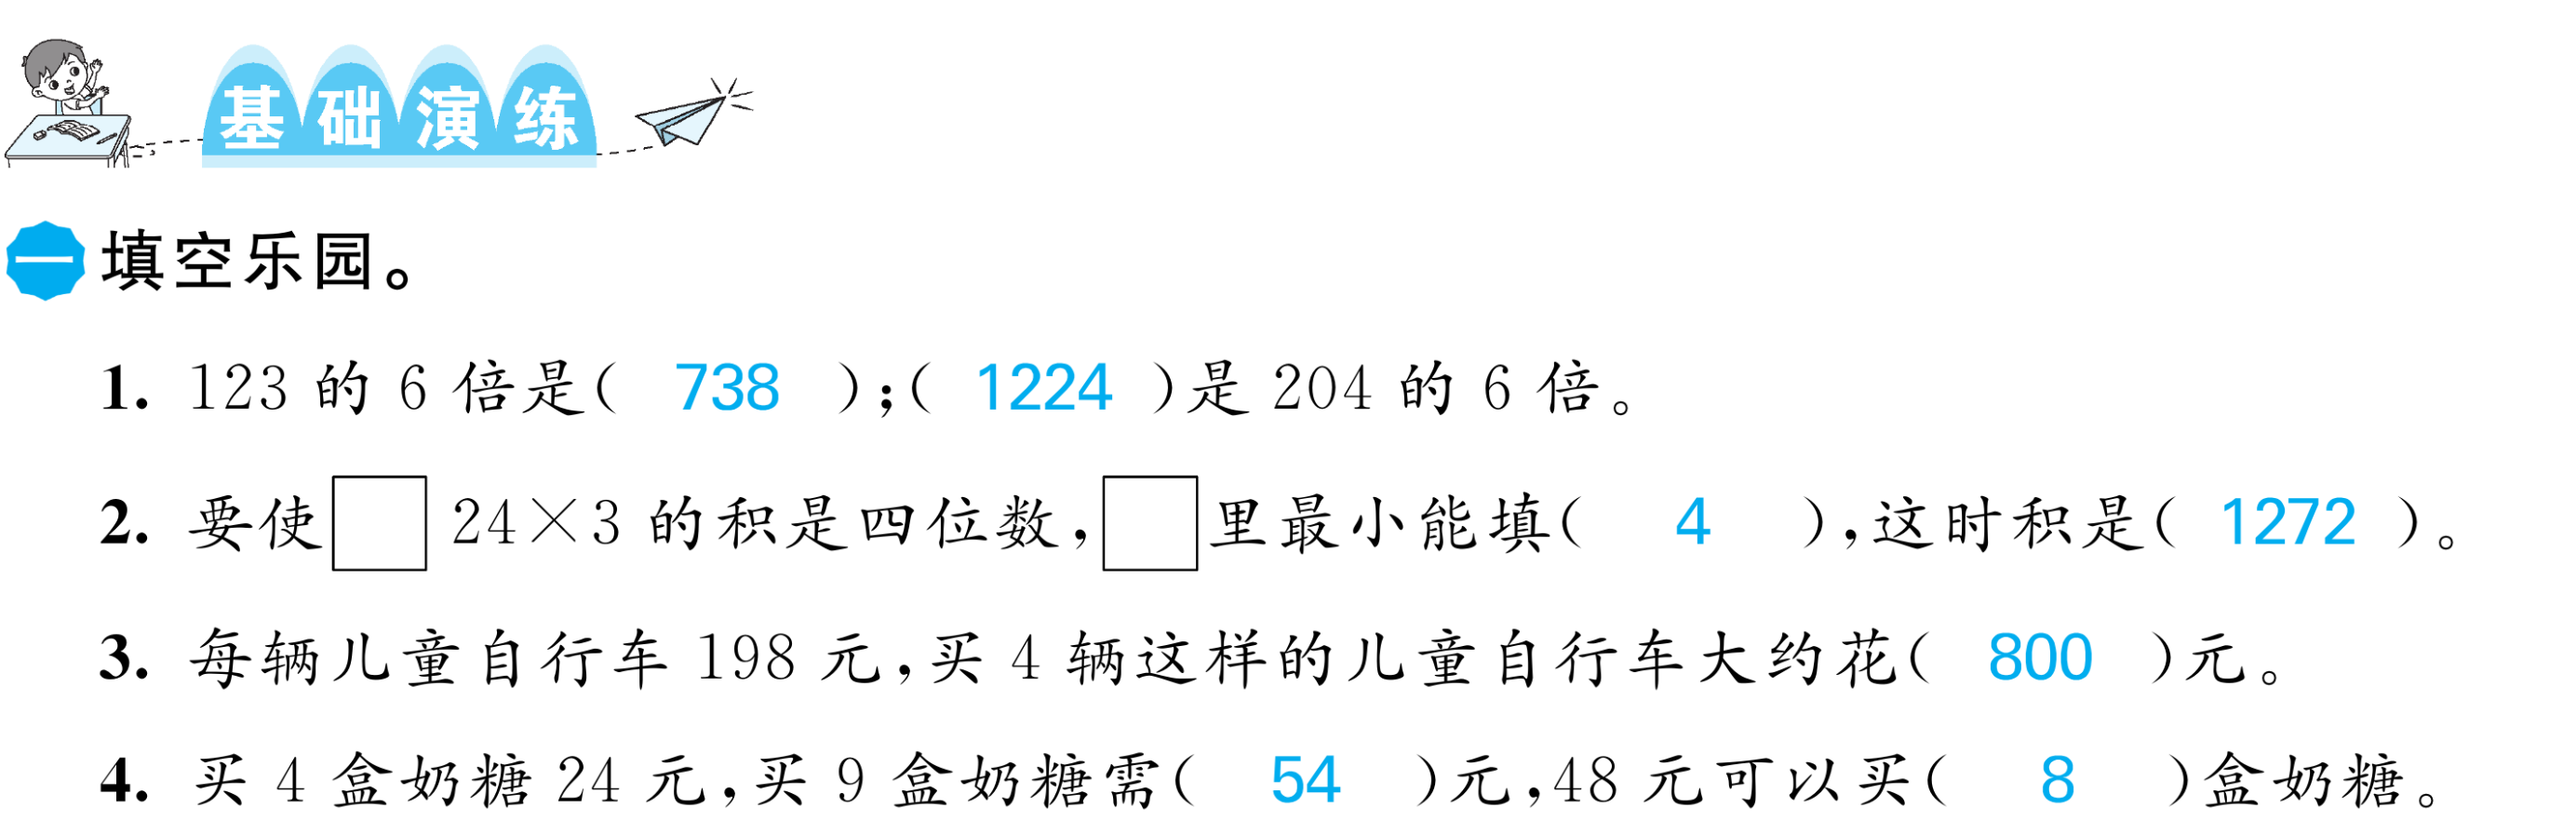 基础演练
一 填空乐园。
1. 123 的 6 倍是( 738 );( 1224 )是 204 的 6 倍。
2. 要使□24×3 的积是四位数,□里最小能填( 4 ),这时积是( 1272 )。
3. 每辆儿童自行车 198 元,买 4 辆这样的儿童自行车大约花( 800 )元。
4. 买 4 盒奶糖 24 元,买 9 盒奶糖需( 54 )元,48 元可以买( 8 )盒奶糖。